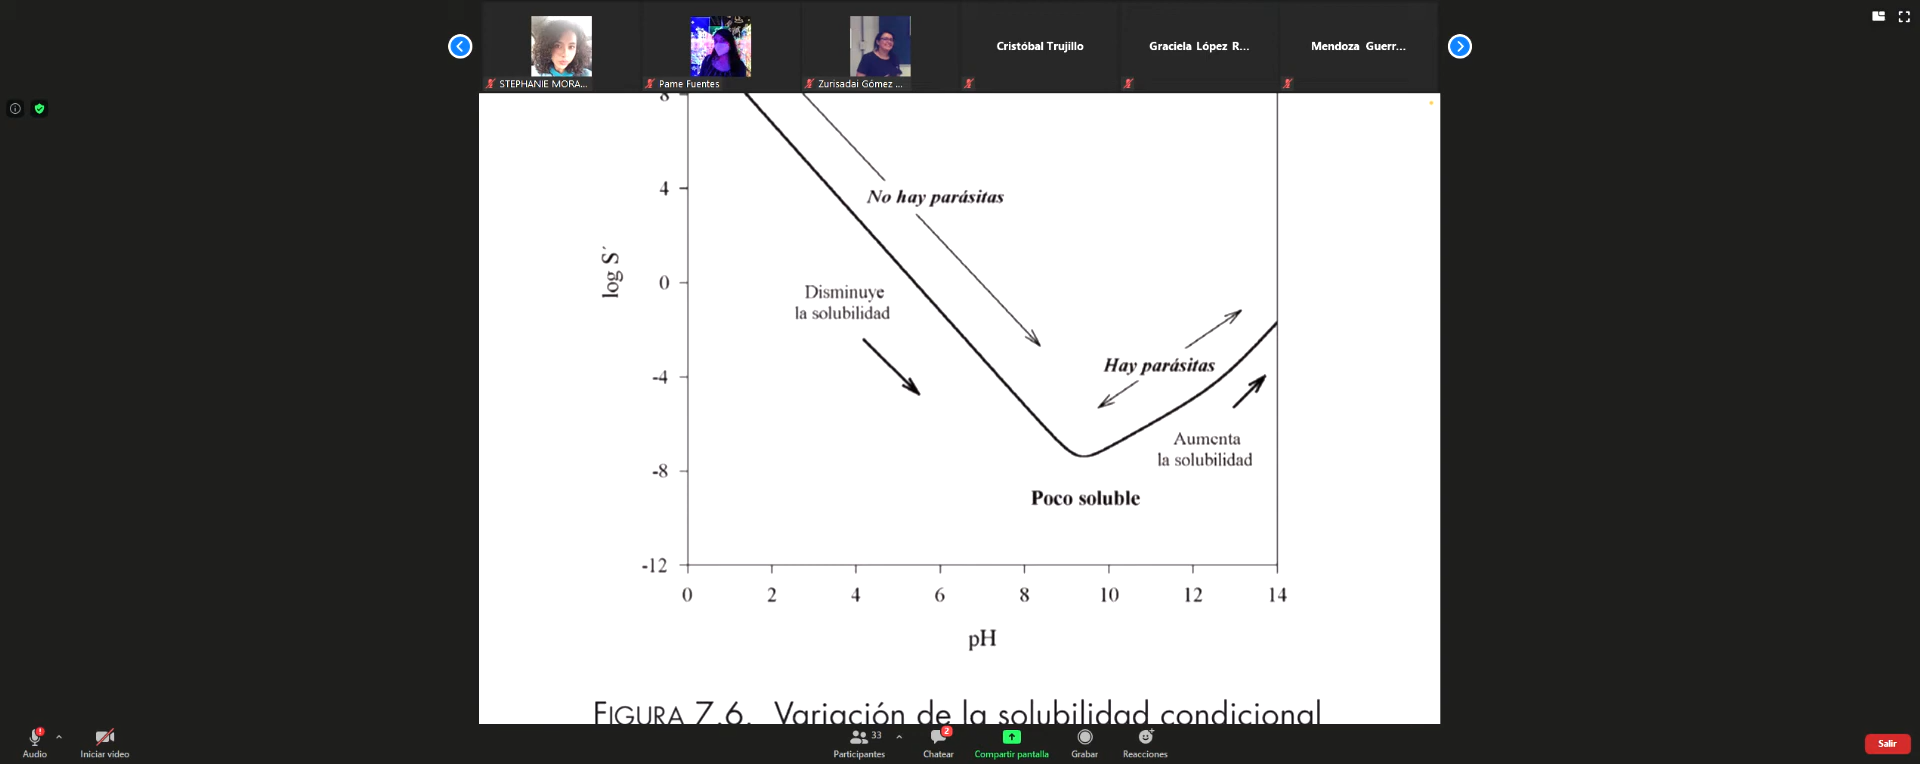 Cristóbal Trujillo
Graciela López R...
Mendoza Guerr...
STEPHANIE MORA...
Pame Fuentes
Zurisadai Gómez ...
8
4
No hay parásitas
log S´
0
Disminuye
la solubilidad
Hay parásitas
-4
Aumenta
la solubilidad
-8
Poco soluble
-12
0 2 4 6 8 10 12 14
pH
FIGURA 7.6. Variación de la solubilidad condicional
Audio
Iniciar video
33
Participantes
2
Chatear
Compartir pantalla
Grabar
Reacciones
Salir